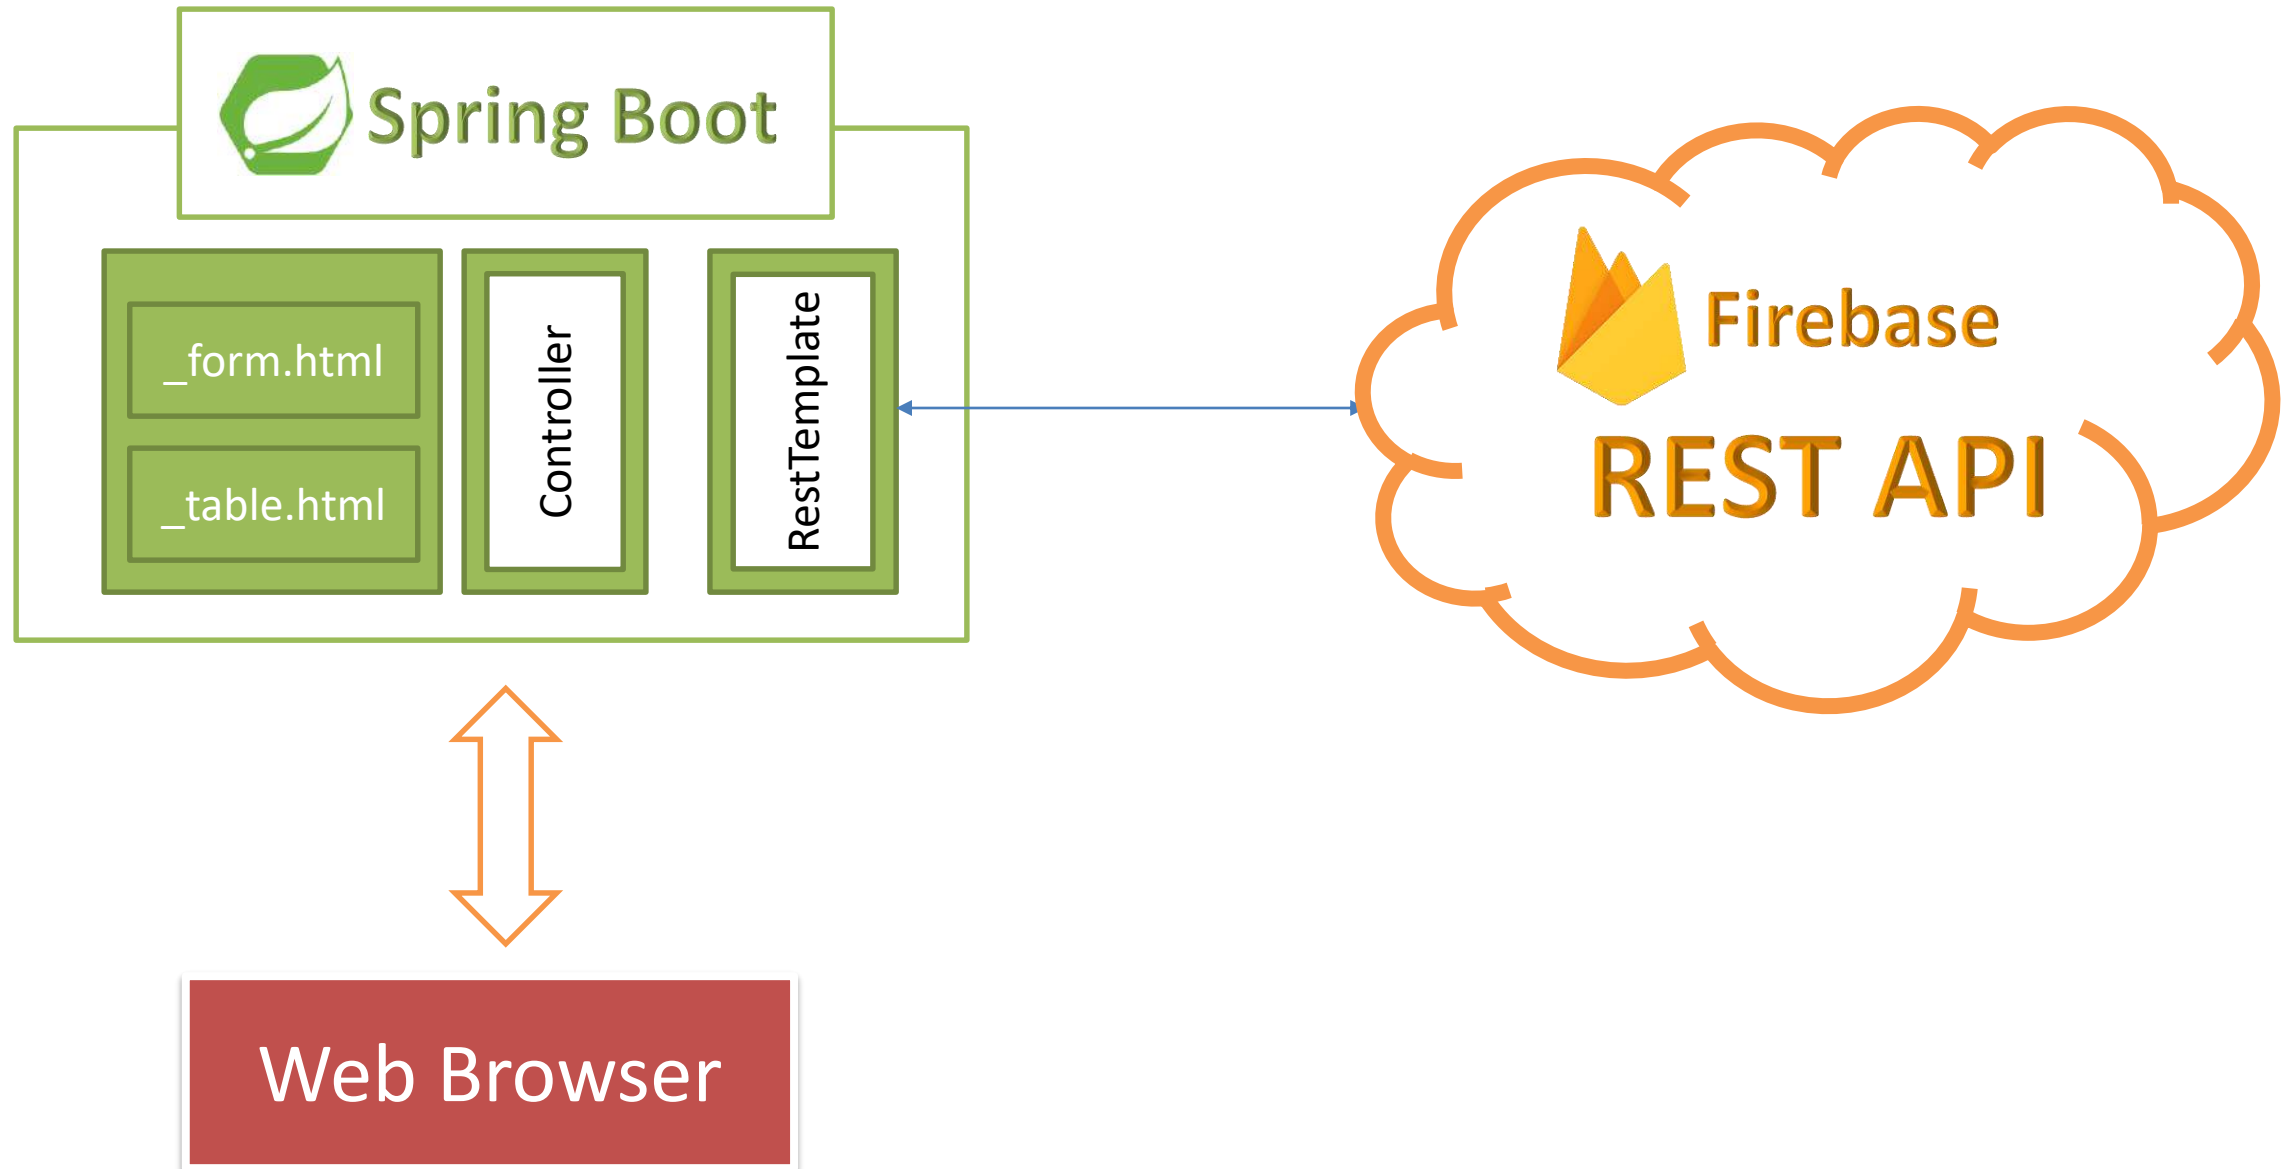 Spring Boot
_form.html
_table.html
Controller
RestTemplate
Firebase
REST API
Web Browser